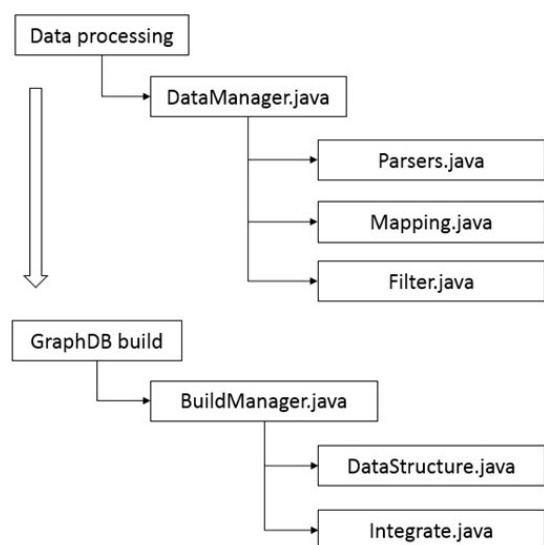 Data processing
DataManager.java
Parsers.java
Mapping.java
Filter.java
GraphDB build
BuildManager.java
DataStructure.java
Integrate.java